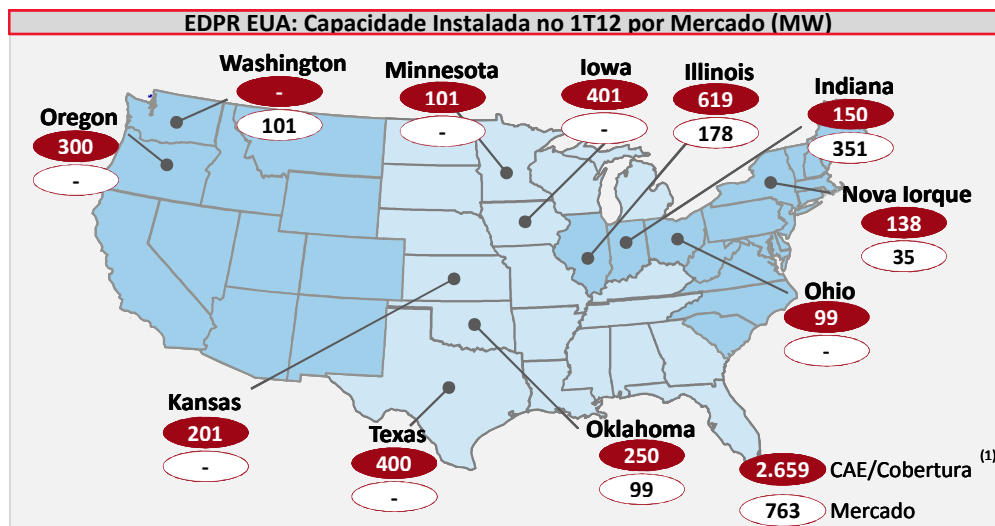 EDPR EUA: Capacidade Instalada no 1T12 por Mercado (MW)
Washington
-
101
Minnesota
101
-
Iowa
401
-
Illinois
619
178
Indiana
150
351
Oregon
300
-
Nova Iorque
138
35
Ohio
99
-
Kansas
201
-
Texas
400
-
Oklahoma
250
99
2.659 CAE/Cobertura (1)
763 Mercado